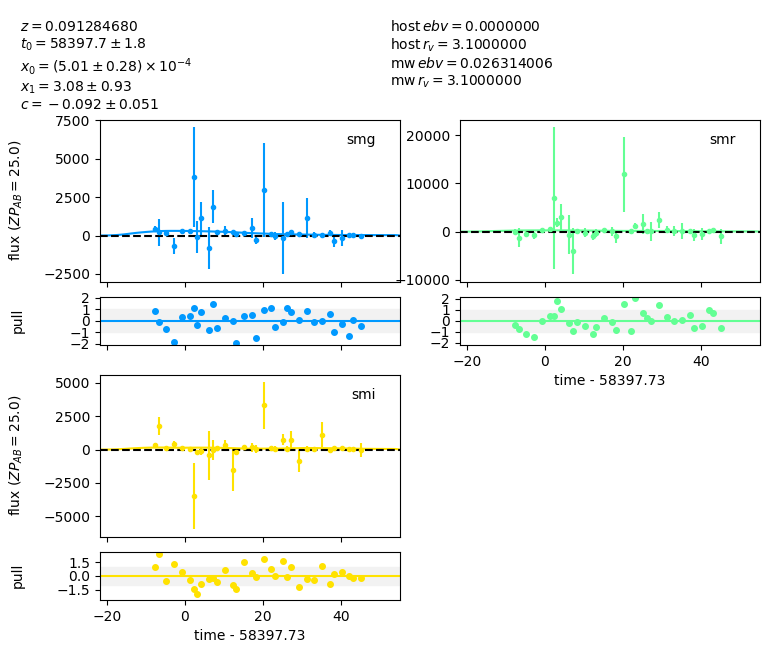 z = 0.091284680
t₀ = 58397.7 ± 1.8
x₀ = (5.01 ± 0.28) × 10⁻⁴
x₁ = 3.08 ± 0.93
c = −0.092 ± 0.051
host ebv = 0.0000000
host r_v = 3.1000000
mw ebv = 0.026314006
mw r_v = 3.1000000
smg
7500
5000
2500
0
−2500
flux (ZP_AB = 25.0)
smr
20000
10000
0
−10000
pull
2
1
0
−1
−2
2
1
0
−1
−2
−20
0
20
40
time - 58397.73
smi
5000
2500
0
−2500
−5000
flux (ZP_AB = 25.0)
pull
1.5
0.0
−1.5
−20
0
20
40
time - 58397.73